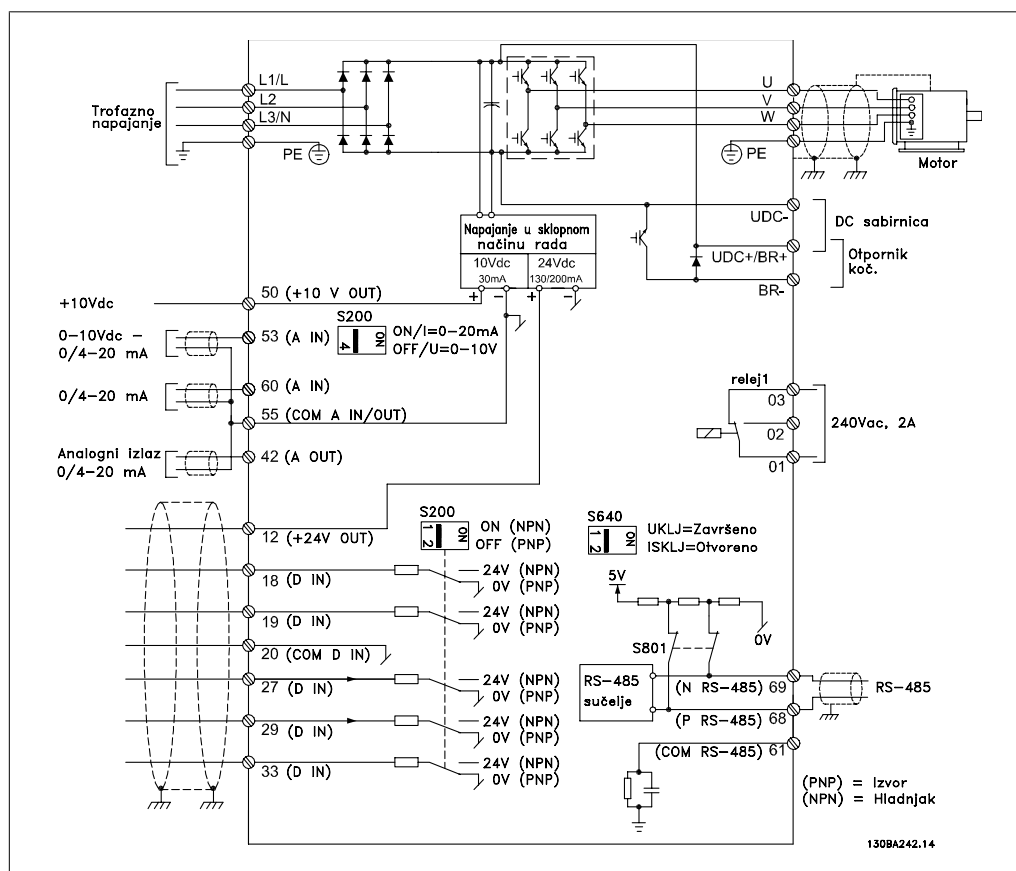 Trofazno
napajanje
L1/L
L2
L3/N
PE
U
V
W
PE
Motor
UDC-
DC sabirnica
UDC+/BR+
Otpornik
koč.
BR-
Napajanje u sklopnom
načinu rada
10Vdc
30mA
24Vdc
130/200mA
+ - + -
+10Vdc
50 (+10 V OUT)
0-10Vdc -
0/4-20 mA
53 (A IN)
S200
ON
4
ON/I=0-20mA
OFF/U=0-10V
0/4-20 mA
60 (A IN)
55 (COM A IN/OUT)
Analogni izlaz
0/4-20 mA
42 (A OUT)
relej1
03
02
01
240Vac, 2A
12 (+24V OUT)
S200
ON
1 2
ON (NPN)
OFF (PNP)
18 (D IN)
24V (NPN)
0V (PNP)
19 (D IN)
24V (NPN)
0V (PNP)
20 (COM D IN)
27 (D IN)
24V (NPN)
0V (PNP)
29 (D IN)
24V (NPN)
0V (PNP)
33 (D IN)
24V (NPN)
0V (PNP)
S640
ON
1 2
UKLJ=Završeno
ISKLJ=Otvoreno
5V
0V
S801
RS-485
sučelje
(N RS-485) 69
RS-485
(P RS-485) 68
(COM RS-485) 61
(PNP) = Izvor
(NPN) = Hladnjak
130BA242.14